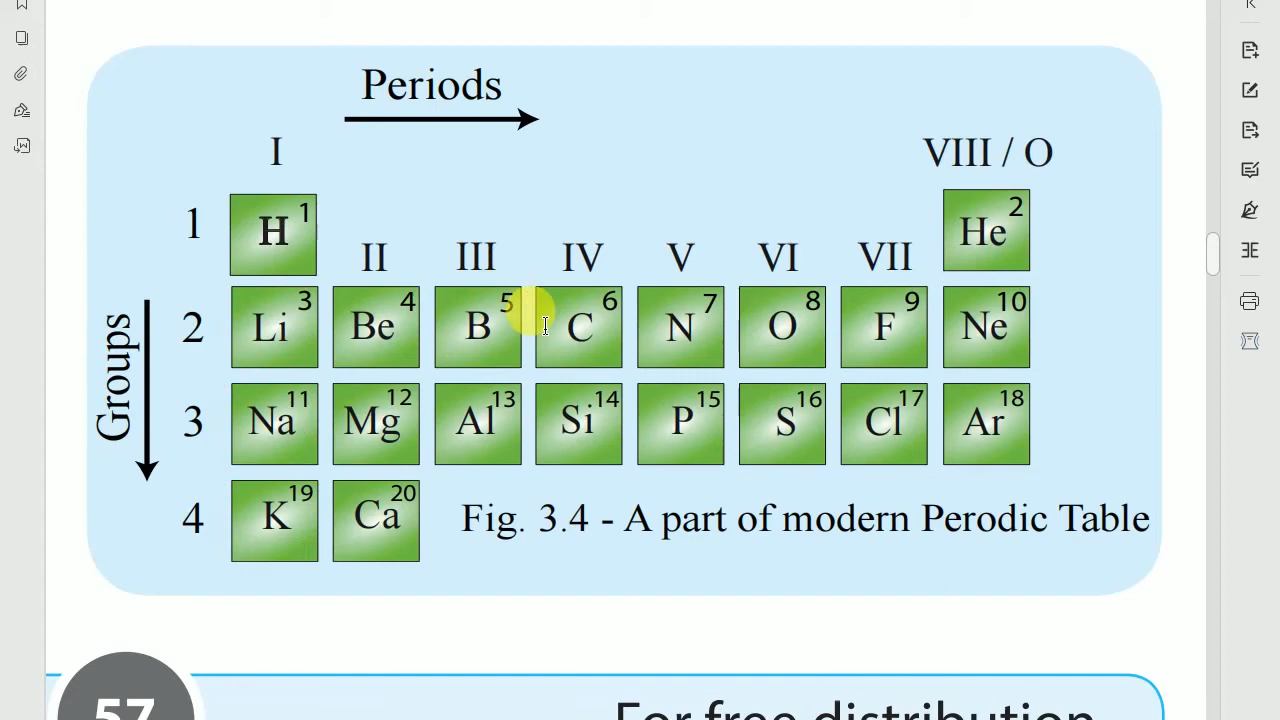 Periods
I VIII / O
1 H 1 He 2
II III IV V VI VII
Groups
2 Li 3 Be 4 B 5 C 6 N 7 O 8 F 9 Ne 10
3 Na 11 Mg 12 Al 13 Si 14 P 15 S 16 Cl 17 Ar 18
4 K 19 Ca 20 Fig. 3.4 - A part of modern Perodic Table
57
For free distribution